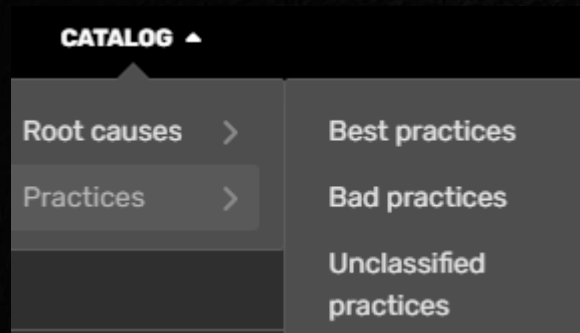 CATALOG
Root causes
Practices
Best practices
Bad practices
Unclassified
practices